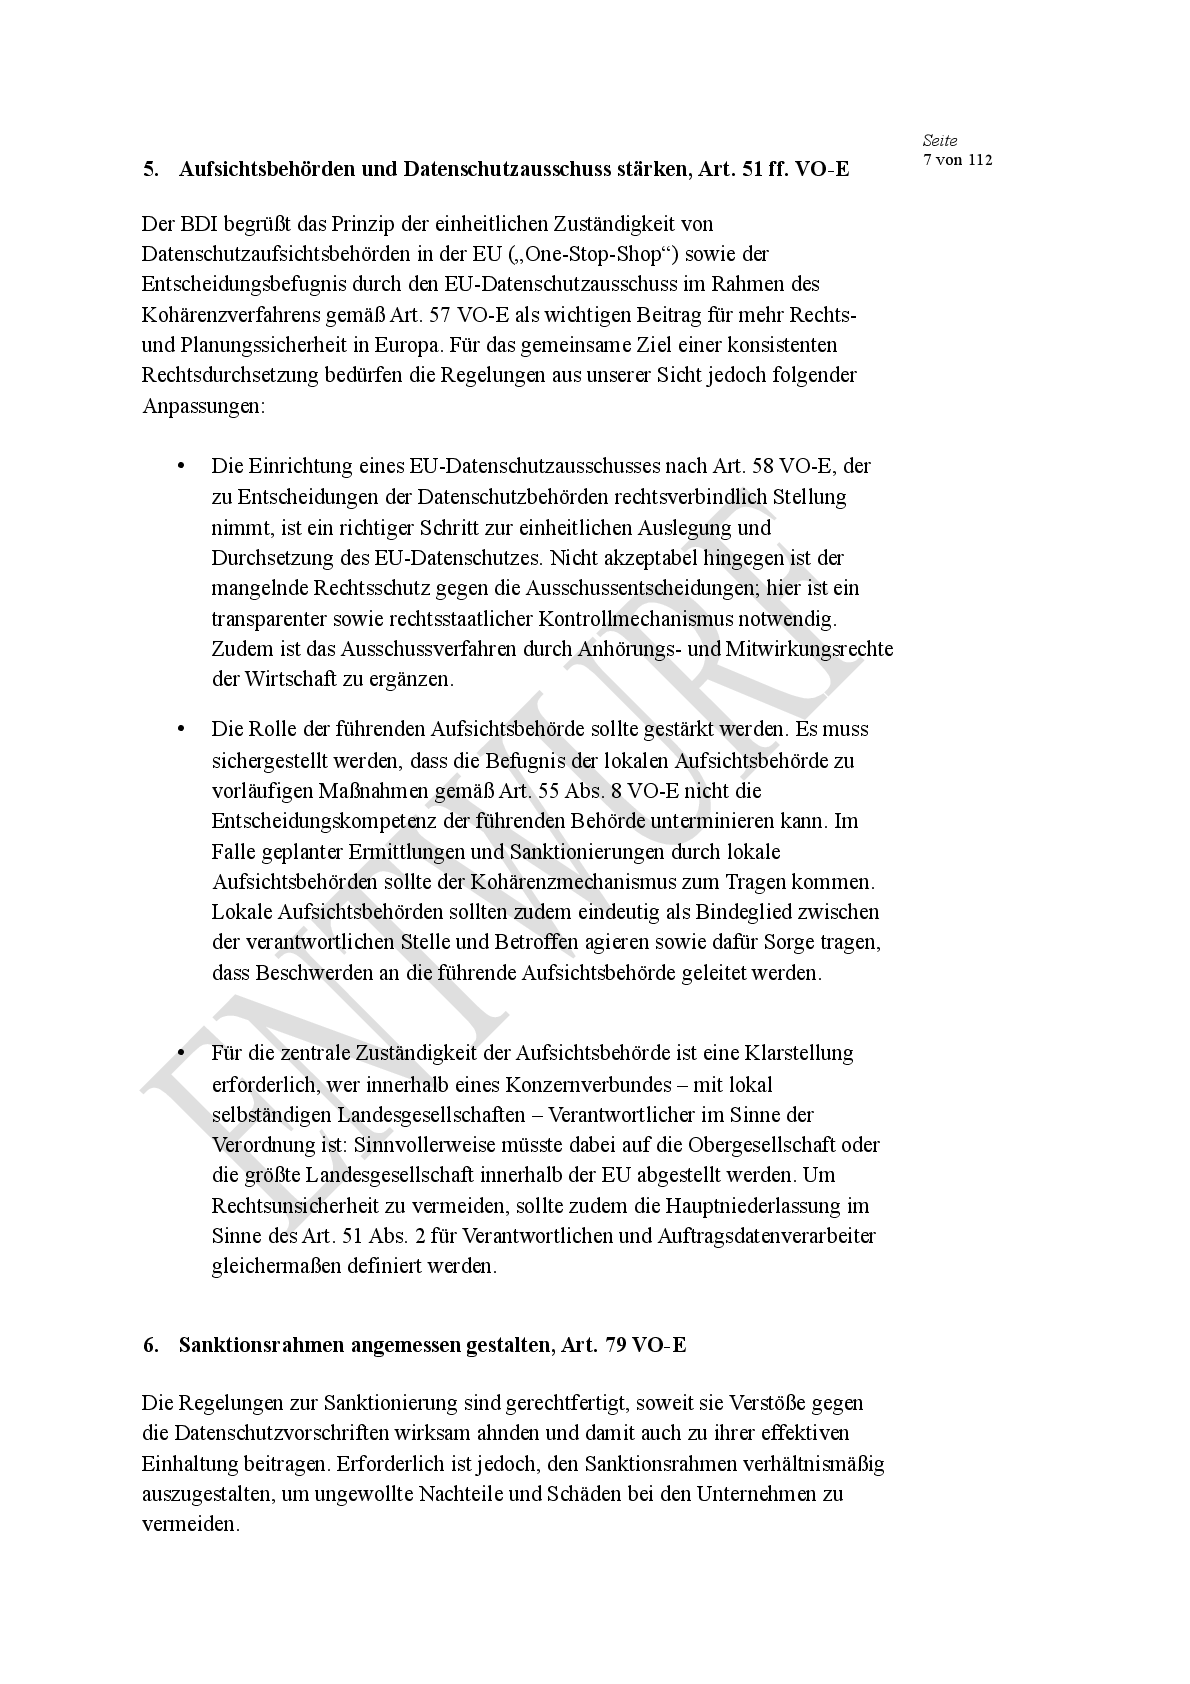 Seite
7 von 112
5. Aufsichtsbehörden und Datenschutzausschuss stärken, Art. 51 ff. VO-E
Der BDI begrüßt das Prinzip der einheitlichen Zuständigkeit von
Datenschutzaufsichtsbehörden in der EU („One-Stop-Shop“) sowie der
Entscheidungsbefugnis durch den EU-Datenschutzausschuss im Rahmen des
Kohärenzverfahrens gemäß Art. 57 VO-E als wichtigen Beitrag für mehr Rechts-
und Planungssicherheit in Europa. Für das gemeinsame Ziel einer konsistenten
Rechtsdurchsetzung bedürfen die Regelungen aus unserer Sicht jedoch folgender
Anpassungen:
• Die Einrichtung eines EU-Datenschutzausschusses nach Art. 58 VO-E, der
zu Entscheidungen der Datenschutzbehörden rechtsverbindlich Stellung
nimmt, ist ein richtiger Schritt zur einheitlichen Auslegung und
Durchsetzung des EU-Datenschutzes. Nicht akzeptabel hingegen ist der
mangelnde Rechtsschutz gegen die Ausschussentscheidungen; hier ist ein
transparenter sowie rechtsstaatlicher Kontrollmechanismus notwendig.
Zudem ist das Ausschussverfahren durch Anhörungs- und Mitwirkungsrechte
der Wirtschaft zu ergänzen.
• Die Rolle der führenden Aufsichtsbehörde sollte gestärkt werden. Es muss
sichergestellt werden, dass die Befugnis der lokalen Aufsichtsbehörde zu
vorläufigen Maßnahmen gemäß Art. 55 Abs. 8 VO-E nicht die
Entscheidungskompetenz der führenden Behörde unterminieren kann. Im
Falle geplanter Ermittlungen und Sanktionierungen durch lokale
Aufsichtsbehörden sollte der Kohärenzmechanismus zum Tragen kommen.
Lokale Aufsichtsbehörden sollten zudem eindeutig als Bindeglied zwischen
der verantwortlichen Stelle und Betroffen agieren sowie dafür Sorge tragen,
dass Beschwerden an die führende Aufsichtsbehörde geleitet werden.
• Für die zentrale Zuständigkeit der Aufsichtsbehörde ist eine Klarstellung
erforderlich, wer innerhalb eines Konzernverbundes – mit lokal
selbständigen Landesgesellschaften – Verantwortlicher im Sinne der
Verordnung ist: Sinnvollerweise müsste dabei auf die Obergesellschaft oder
die größte Landesgesellschaft innerhalb der EU abgestellt werden. Um
Rechtsunsicherheit zu vermeiden, sollte zudem die Hauptniederlassung im
Sinne des Art. 51 Abs. 2 für Verantwortlichen und Auftragsdatenverarbeiter
gleichermaßen definiert werden.
6. Sanktionsrahmen angemessen gestalten, Art. 79 VO-E
Die Regelungen zur Sanktionierung sind gerechtfertigt, soweit sie Verstöße gegen
die Datenschutzvorschriften wirksam ahnden und damit auch zu ihrer effektiven
Einhaltung beitragen. Erforderlich ist jedoch, den Sanktionsrahmen verhältnismäßig
auszugestalten, um ungewollte Nachteile und Schäden bei den Unternehmen zu
vermeiden.
ENTWURF